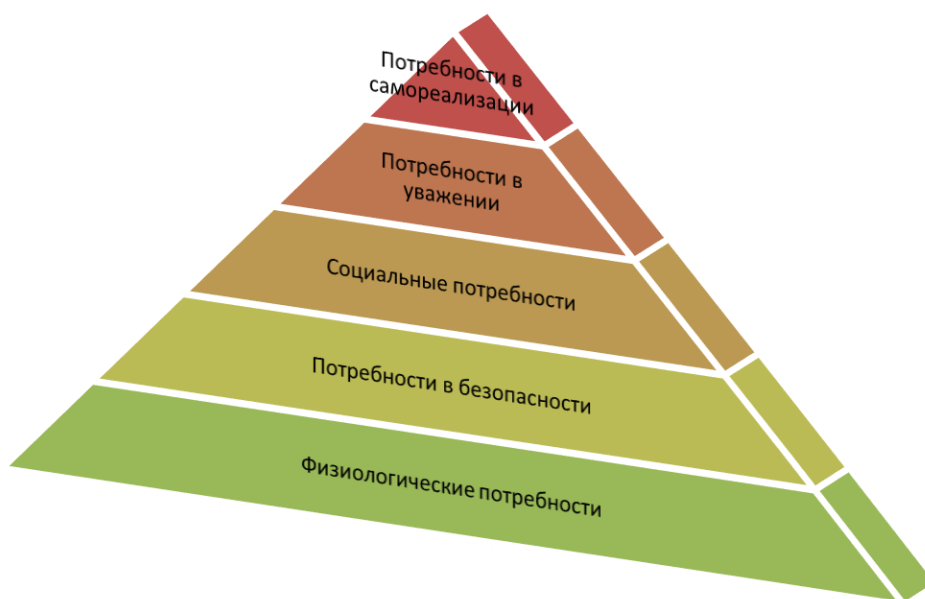 Потребности в
самореализации
Потребности в
уважении
Социальные потребности
Потребности в безопасности
Физиологические потребности